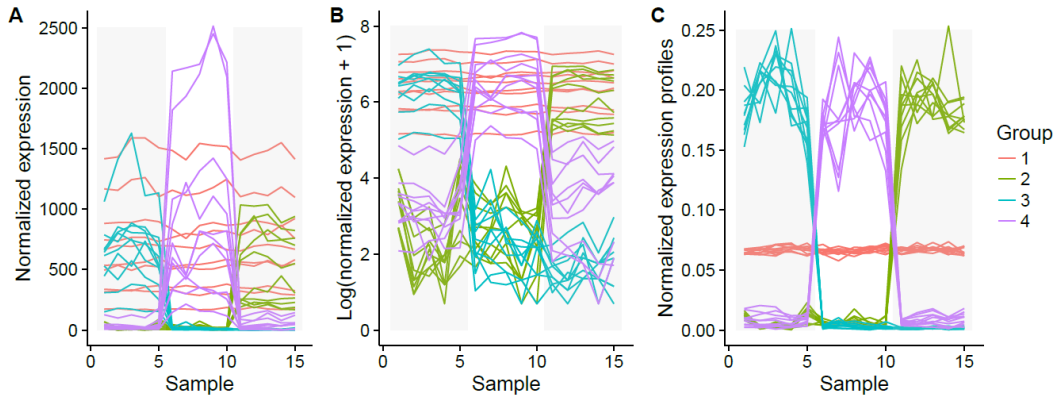 A
Normalized expression
2500
2000
1500
1000
500
0
0 5 10 15
Sample
B
Log(normalized expression + 1)
8
6
4
2
0
0 5 10 15
Sample
C
Normalized expression profiles
0.25
0.20
0.15
0.10
0.05
0.00
0 5 10 15
Sample
Group
1
2
3
4